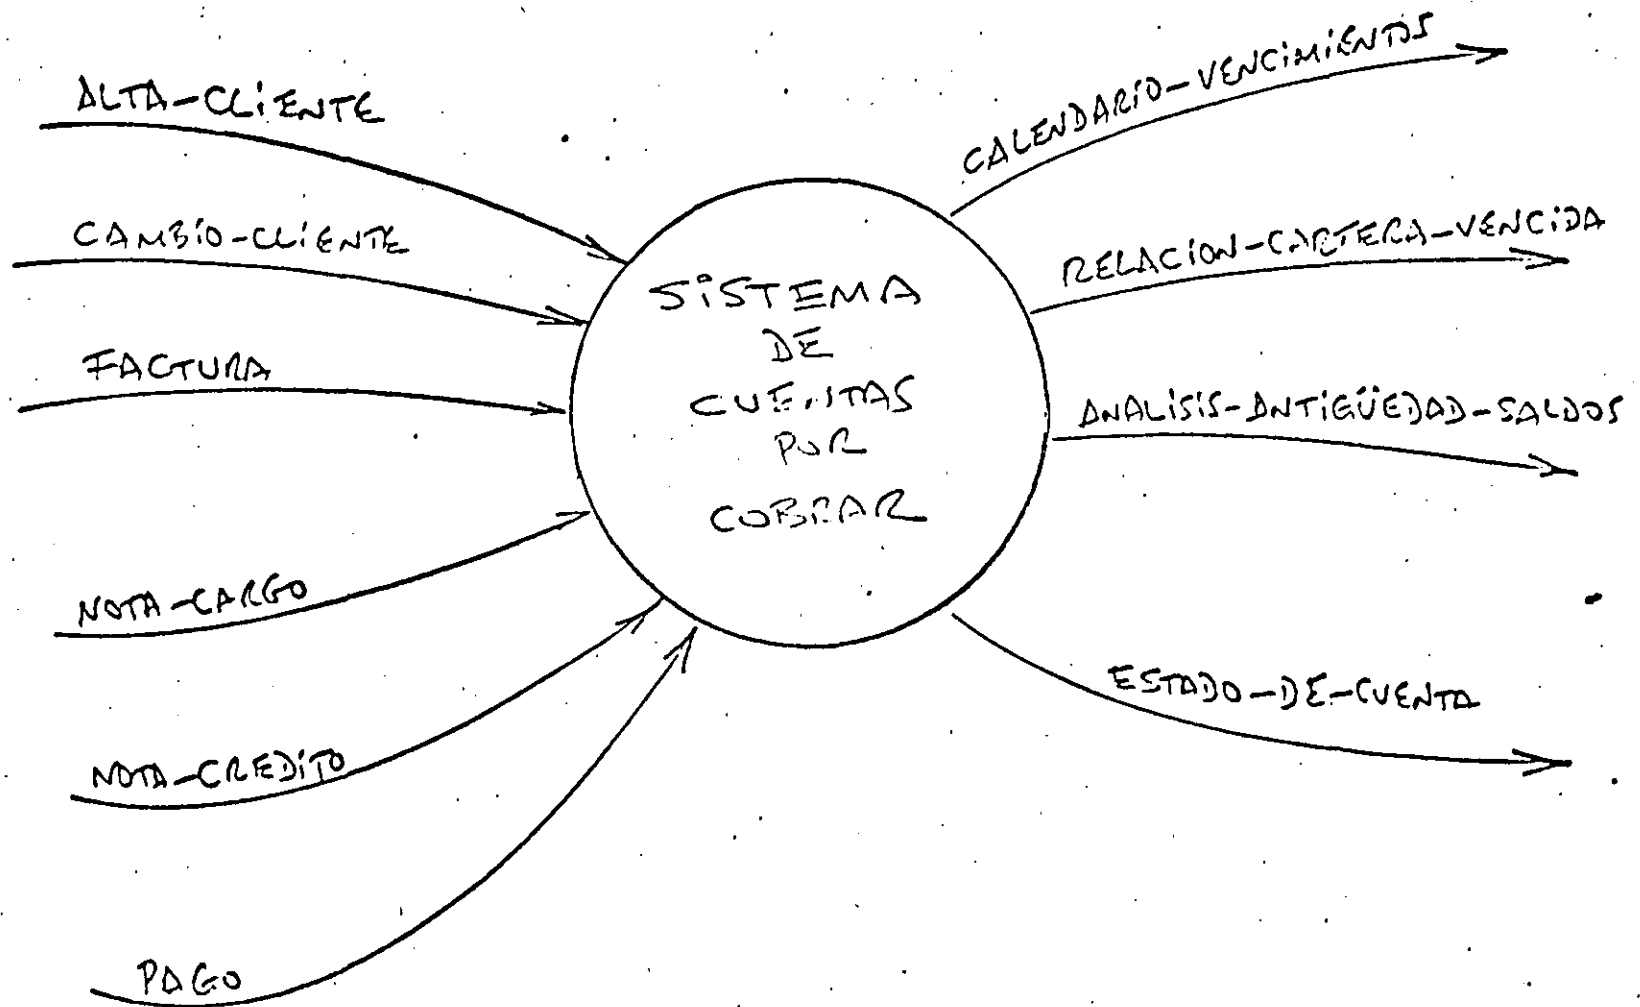 ALTA-CLIENTE
CAMBIO-CLIENTE
FACTURA
NOTA-CARGO
NOTA-CREDITO
PAGO
SISTEMA
DE
CUENTAS
POR
COBRAR
CALENDARIO-VENCIMIENTOS
RELACION-CARTERA-VENCIDA
ANALISIS-ANTIGÜEDAD-SALDOS
ESTADO-DE-CUENTA